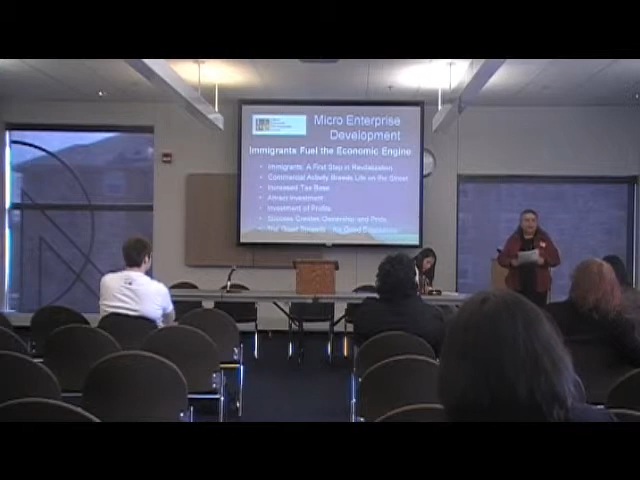 Micro Enterprise
Development
Immigrants Fuel the Economic Engine
• Immigrants: A First Step in Revitalization
• Commercial Activity Breeds Life on the Street
• Increased Tax Base
• Attract Investment
• Investment of Profits
• Success Creates Ownership and Pride